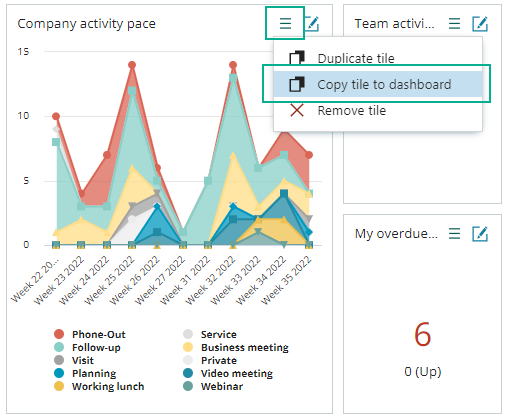 Company activity pace
Team activi...
Duplicate tile
Copy tile to dashboard
Remove tile
15
10
5
0
Week 22 20...
Week 23 2022
Week 24 2022
Week 25 2022
Week 26 2022
Week 27 2022
Week 31 2022
Week 32 2022
Week 33 2022
Week 34 2022
Week 35 2022
Phone-Out
Service
Follow-up
Business meeting
Visit
Private
Planning
Video meeting
Working lunch
Webinar
My overdue...
6
0 (Up)